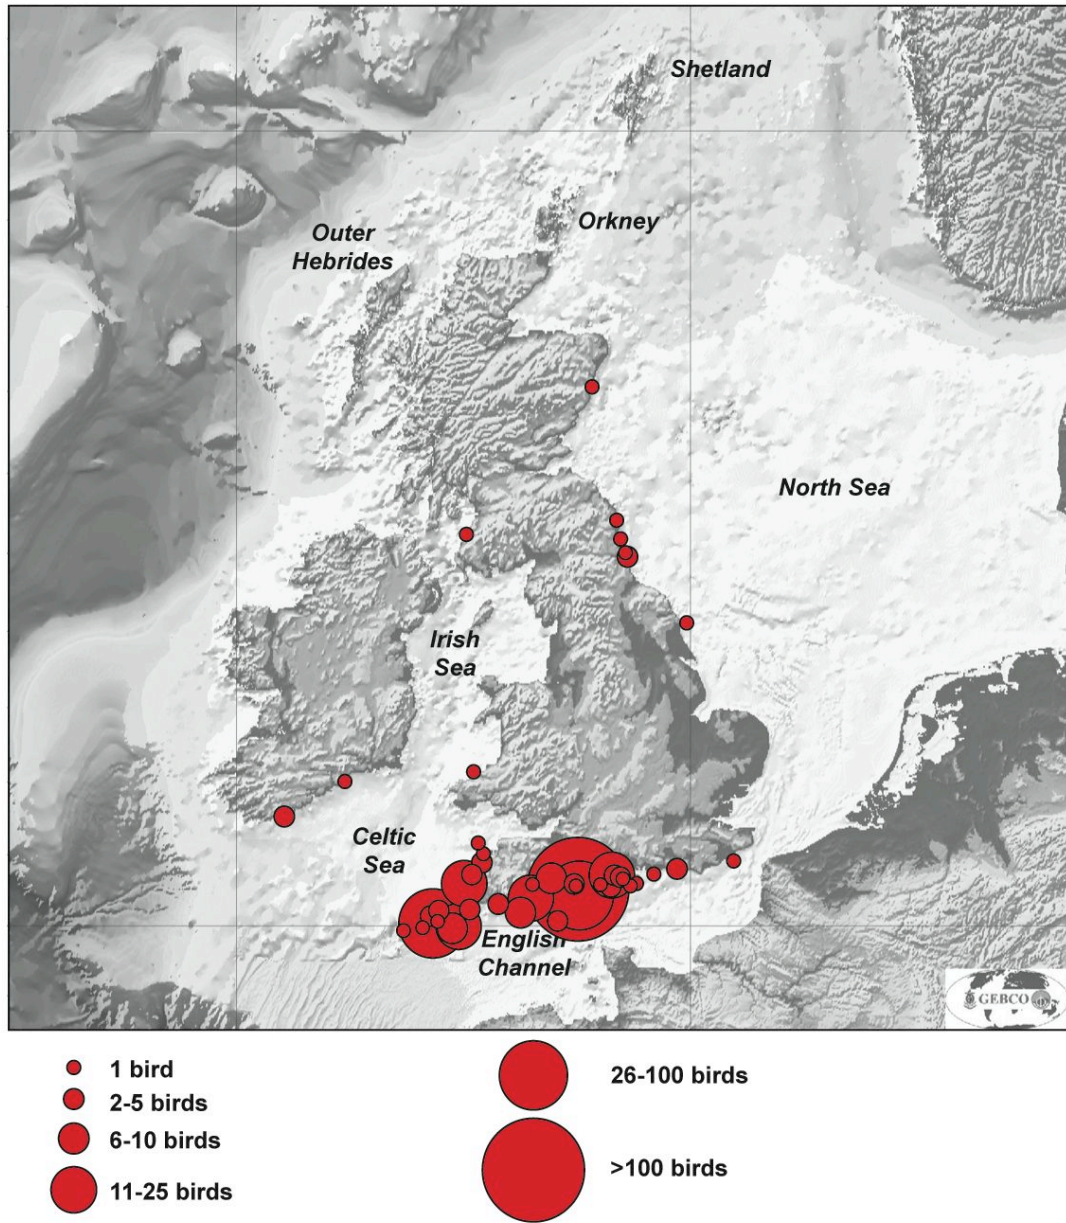 Shetland
Orkney
Outer
Hebrides
North Sea
Irish
Sea
Celtic
Sea
English
Channel
GEBCO
1 bird
2-5 birds
6-10 birds
11-25 birds
26-100 birds
>100 birds